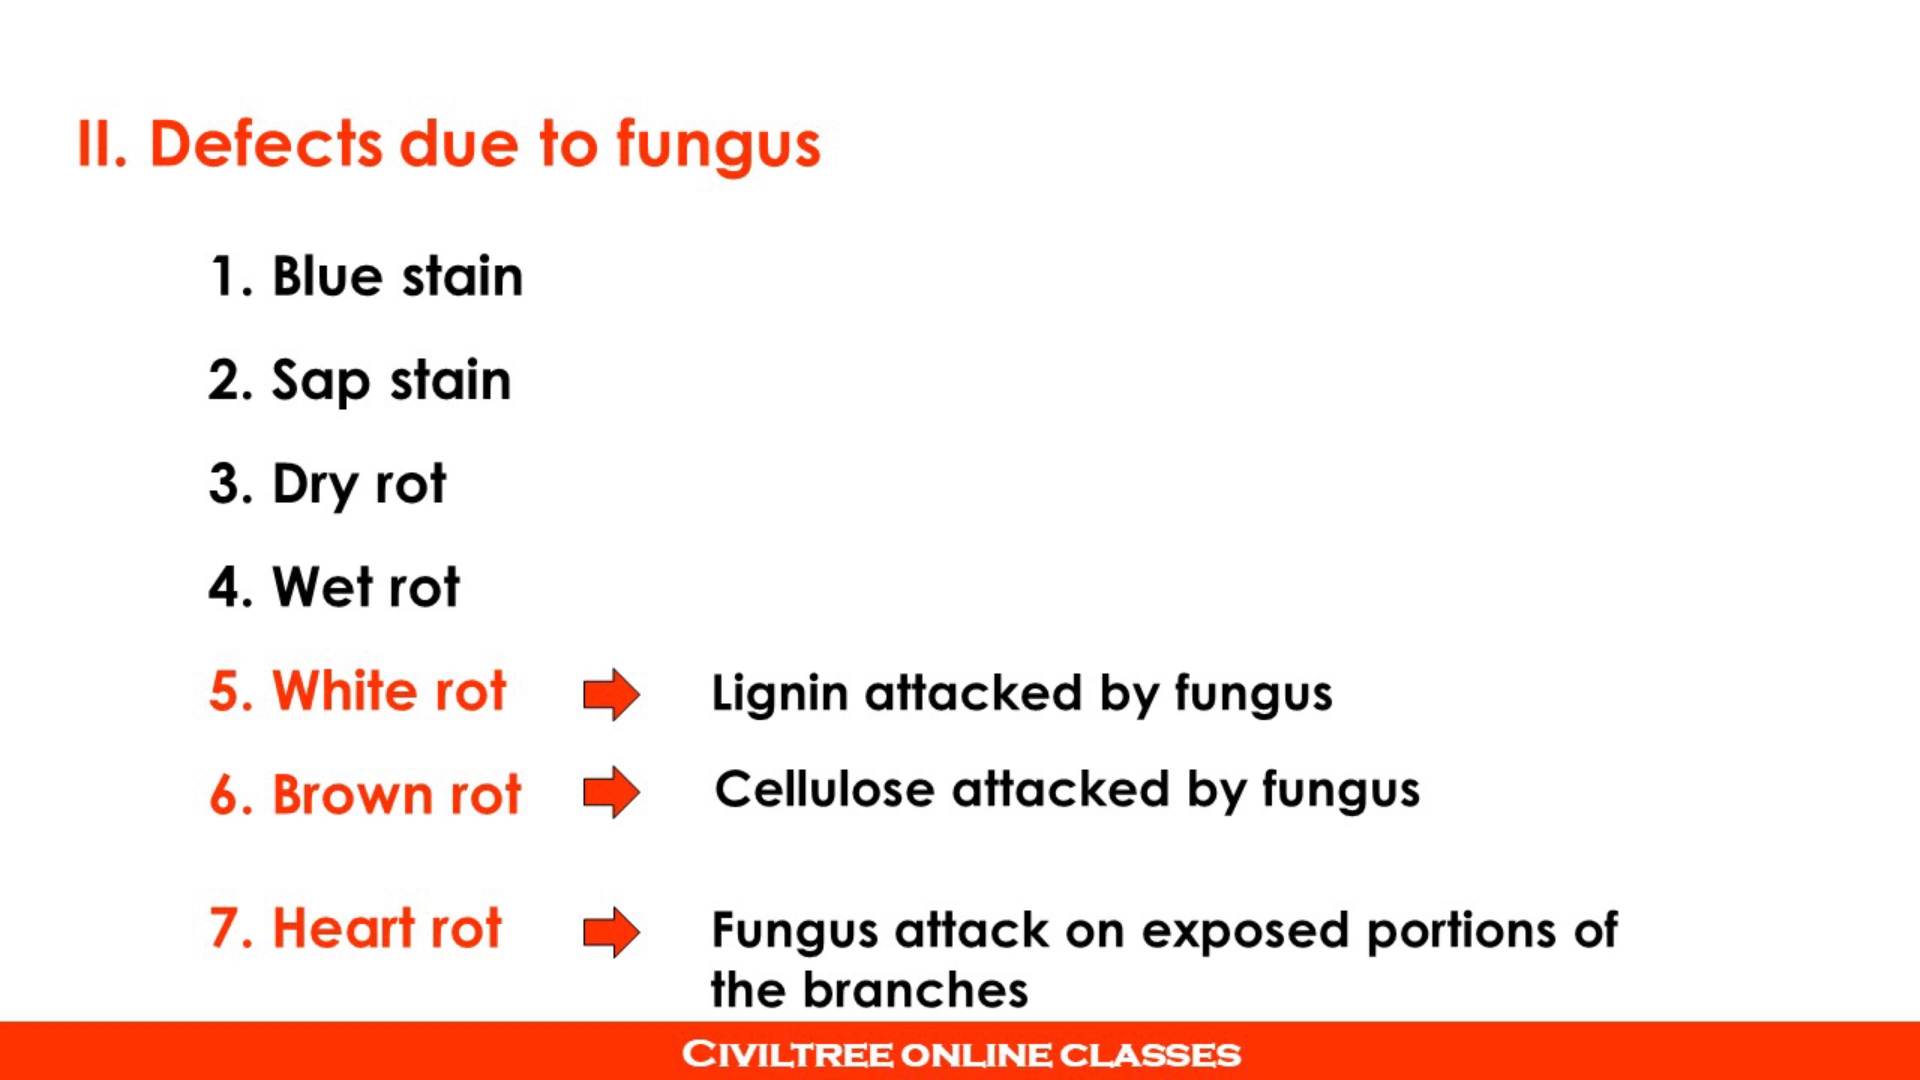 II. Defects due to fungus
1. Blue stain
2. Sap stain
3. Dry rot
4. Wet rot
5. White rot Lignin attacked by fungus
6. Brown rot Cellulose attacked by fungus
7. Heart rot Fungus attack on exposed portions of
the branches
CIVILTREE ONLINE CLASSES